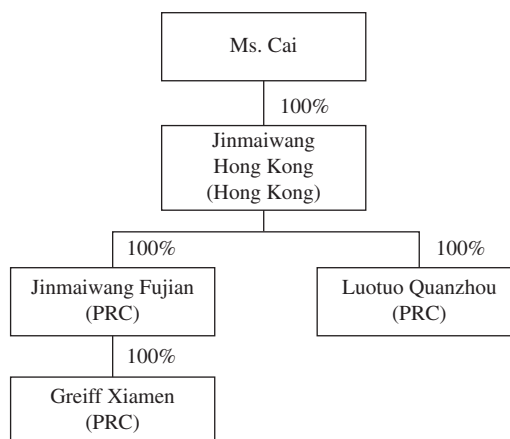 Ms. Cai
100%
Jinmaiwang
Hong Kong
(Hong Kong)
100%
100%
Jinmaiwang Fujian
(PRC)
Luotuo Quanzhou
(PRC)
100%
Greiff Xiamen
(PRC)